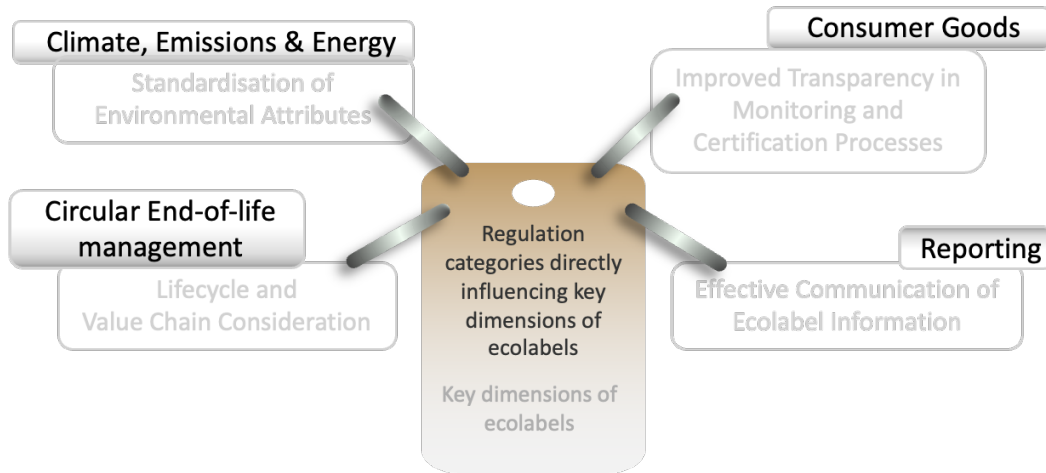 Climate, Emissions & Energy
Standardisation of
Environmental Attributes
Consumer Goods
Improved Transparency in
Monitoring and
Certification Processes
Circular End-of-life
management
Lifecycle and
Value Chain Consideration
Regulation
categories directly
influencing key
dimensions of
ecolabels
Key dimensions of
ecolabels
Reporting
Effective Communication of
Ecolabel Information